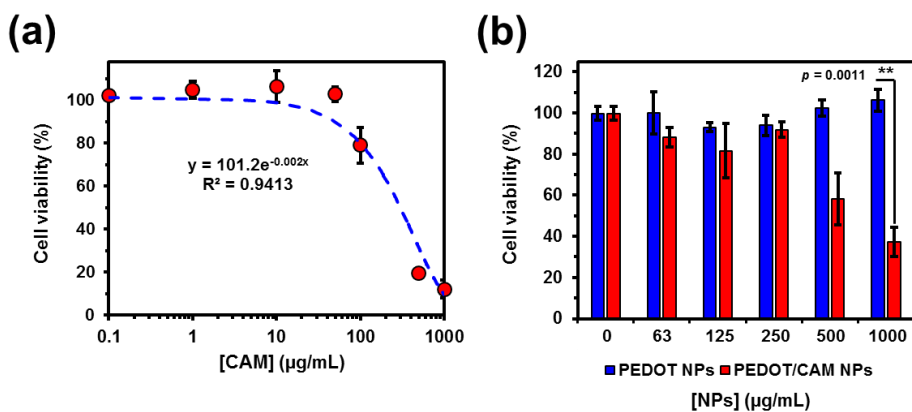 (a)
Cell viability (%)
120
100
80
60
40
20
0
y = 101.2e^-0.002x
R² = 0.9413
0.1
1
10
100
1000
[CAM] (µg/mL)
(b)
Cell viability (%)
120
100
80
60
40
20
0
p = 0.0011
**
0
63
125
250
500
1000
PEDOT NPs
PEDOT/CAM NPs
[NPs] (µg/mL)